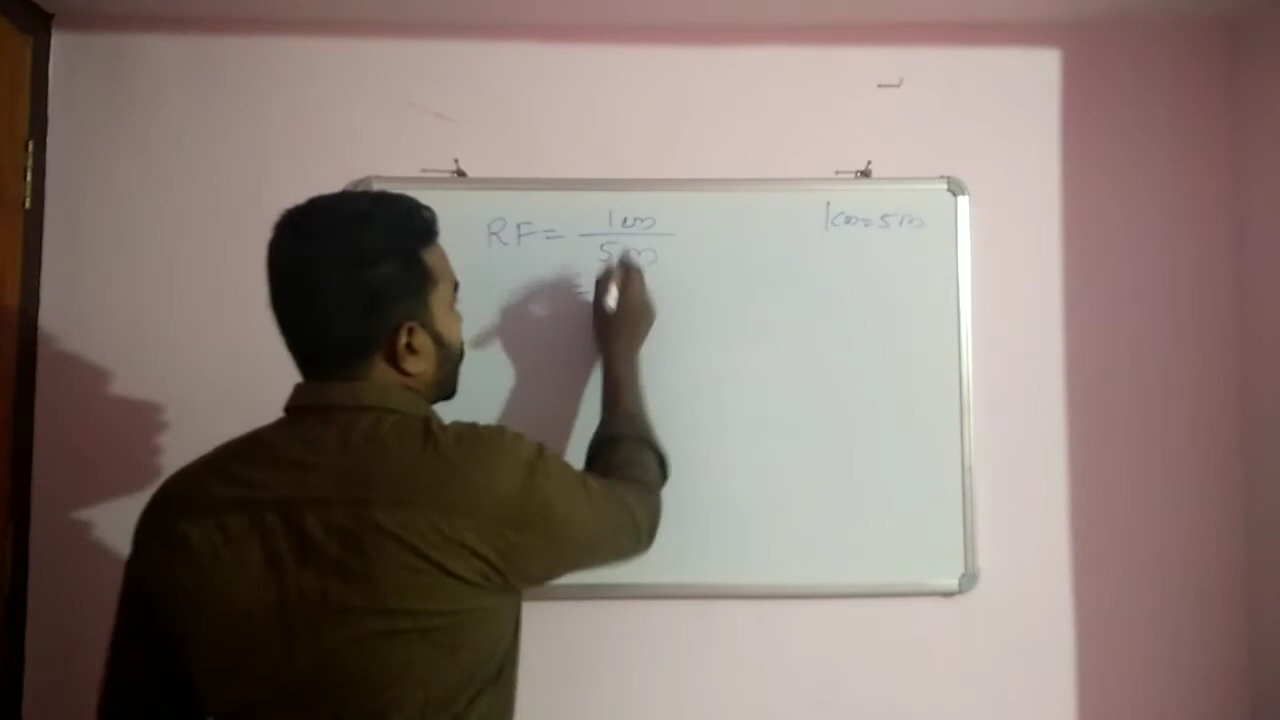 RF = 1cm / 5m
=
1cm = 5m